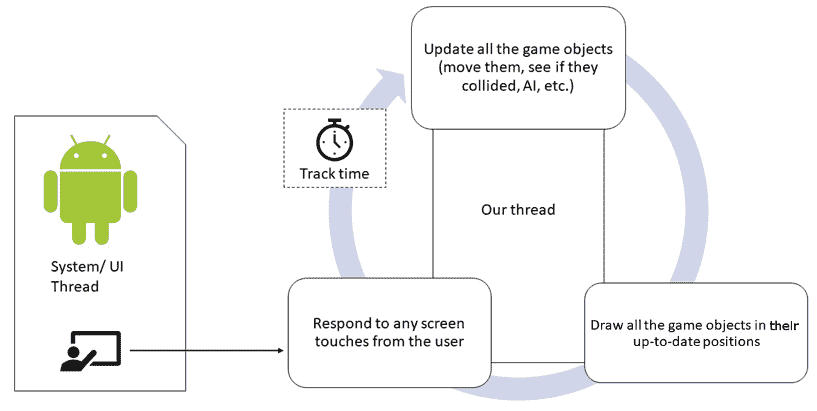 Update all the game objects
(move them, see if they
collided, AI, etc.)
Track time
System/ UI
Thread
Our thread
Respond to any screen
touches from the user
Draw all the game objects in their
up-to-date positions